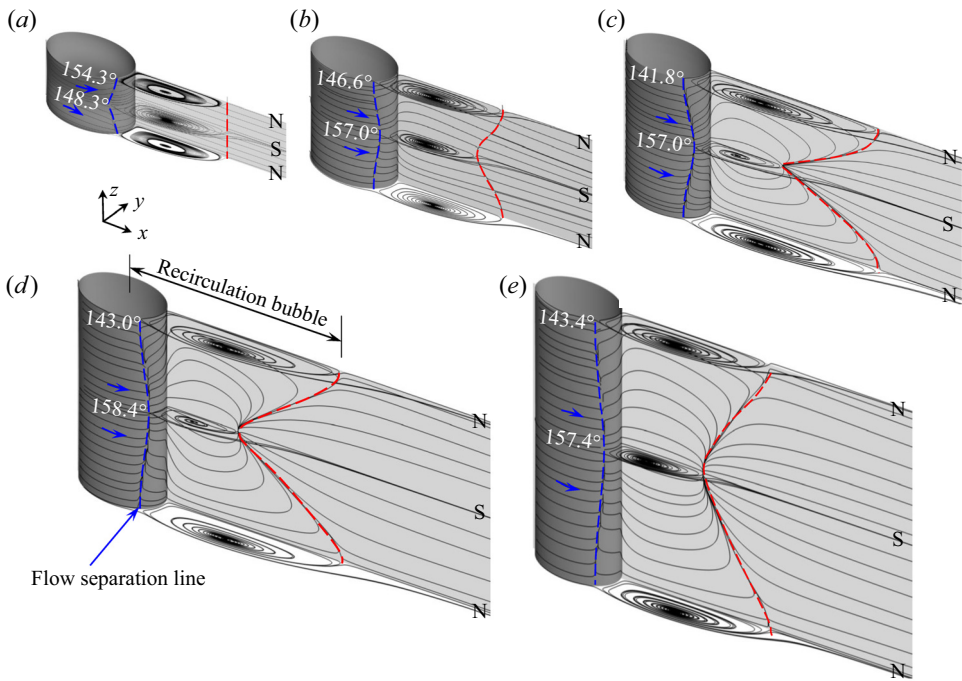 (a)
154.3°
148.3°
N
S
N
z
y
x
(b)
146.6°
157.0°
N
S
N
(c)
141.8°
157.0°
N
S
N
(d)
Recirculation bubble
143.0°
158.4°
N
S
N
Flow separation line
(e)
143.4°
157.4°
N
S
N